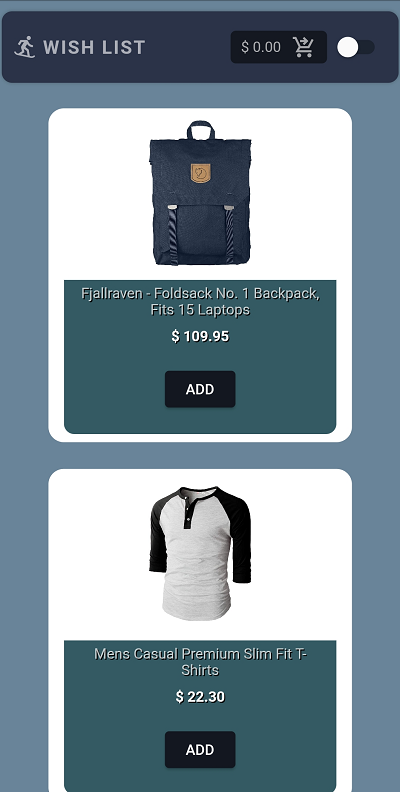 WISH LIST
$ 0.00
Fjallraven - Foldsack No. 1 Backpack,
Fits 15 Laptops
$ 109.95
ADD
Mens Casual Premium Slim Fit T-
Shirts
$ 22.30
ADD